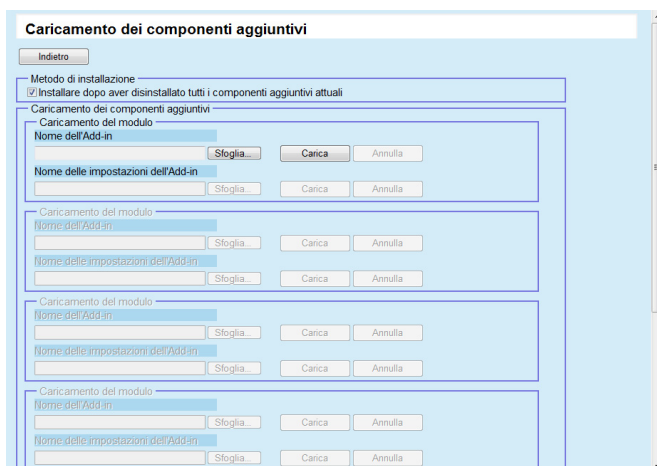 Caricamento dei componenti aggiuntivi
Indietro
Metodo di installazione
Installare dopo aver disinstallato tutti i componenti aggiuntivi attuali
Caricamento dei componenti aggiuntivi
Caricamento del modulo
Nome dell'Add-in
Sfoglia... Carica Annulla
Nome delle impostazioni dell'Add-in
Sfoglia... Carica Annulla
Caricamento del modulo
Nome dell'Add-in
Sfoglia... Carica Annulla
Nome delle impostazioni dell'Add-in
Sfoglia... Carica Annulla
Caricamento del modulo
Nome dell'Add-in
Sfoglia... Carica Annulla
Nome delle impostazioni dell'Add-in
Sfoglia... Carica Annulla
Caricamento del modulo
Nome dell'Add-in
Sfoglia... Carica Annulla
Nome delle impostazioni dell'Add-in
Sfoglia... Carica Annulla